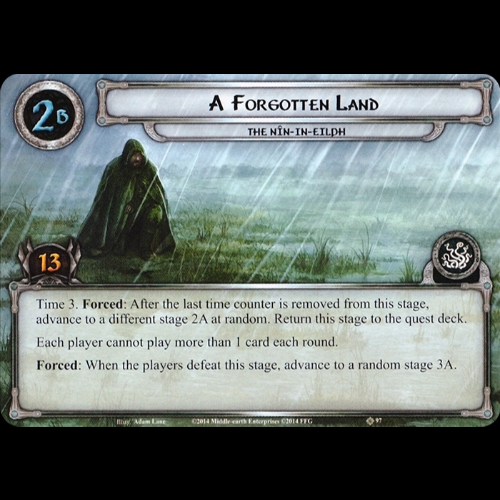 2B
A Forgotten Land
The Nîn-in-Eilph
13
Time 3. Forced: After the last time counter is removed from this stage,
advance to a different stage 2A at random. Return this stage to the quest deck.
Each player cannot play more than 1 card each round.
Forced: When the players defeat this stage, advance to a random stage 3A.
Illus. Adam Lane ©2014 Middle-earth Enterprises ©2014 FFG 97